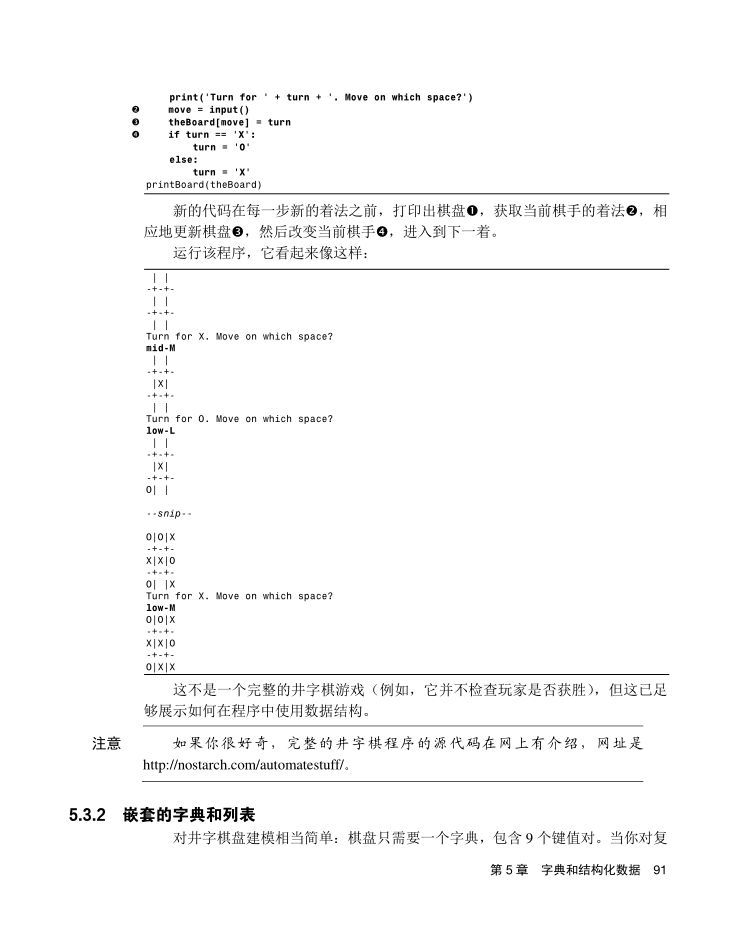 print('Turn for ' + turn + '. Move on which space?')
❷    move = input()
❸    theBoard[move] = turn
❹    if turn == 'X':
        turn = 'O'
    else:
        turn = 'X'
printBoard(theBoard)
新的代码在每一步新的着法之前，打印出棋盘❶，获取当前棋手的着法❷，相
应地更新棋盘❸，然后改变当前棋手❹，进入到下一着。
运行该程序，它看起来像这样：
 | |
-+-+-
 | |
-+-+-
 | |
Turn for X. Move on which space?
mid-M
 | |
-+-+-
 |X|
-+-+-
 | |
Turn for O. Move on which space?
low-L
 | |
-+-+-
 |X|
-+-+-
O| |
--snip--
O|O|X
-+-+-
X|X|O
-+-+-
O| |X
Turn for X. Move on which space?
low-M
O|O|X
-+-+-
X|X|O
-+-+-
O|X|X
这不是一个完整的井字棋游戏（例如，它并不检查玩家是否获胜），但这已足
够展示如何在程序中使用数据结构。
注意 如果你很好奇，完整的井字棋程序的源代码在网上有介绍，网址是
http://nostarch.com/automatestuff/。
5.3.2 嵌套的字典和列表
对井字棋盘建模相当简单：棋盘只需要一个字典，包含 9 个键值对。当你对复
第 5 章 字典和结构化数据 91